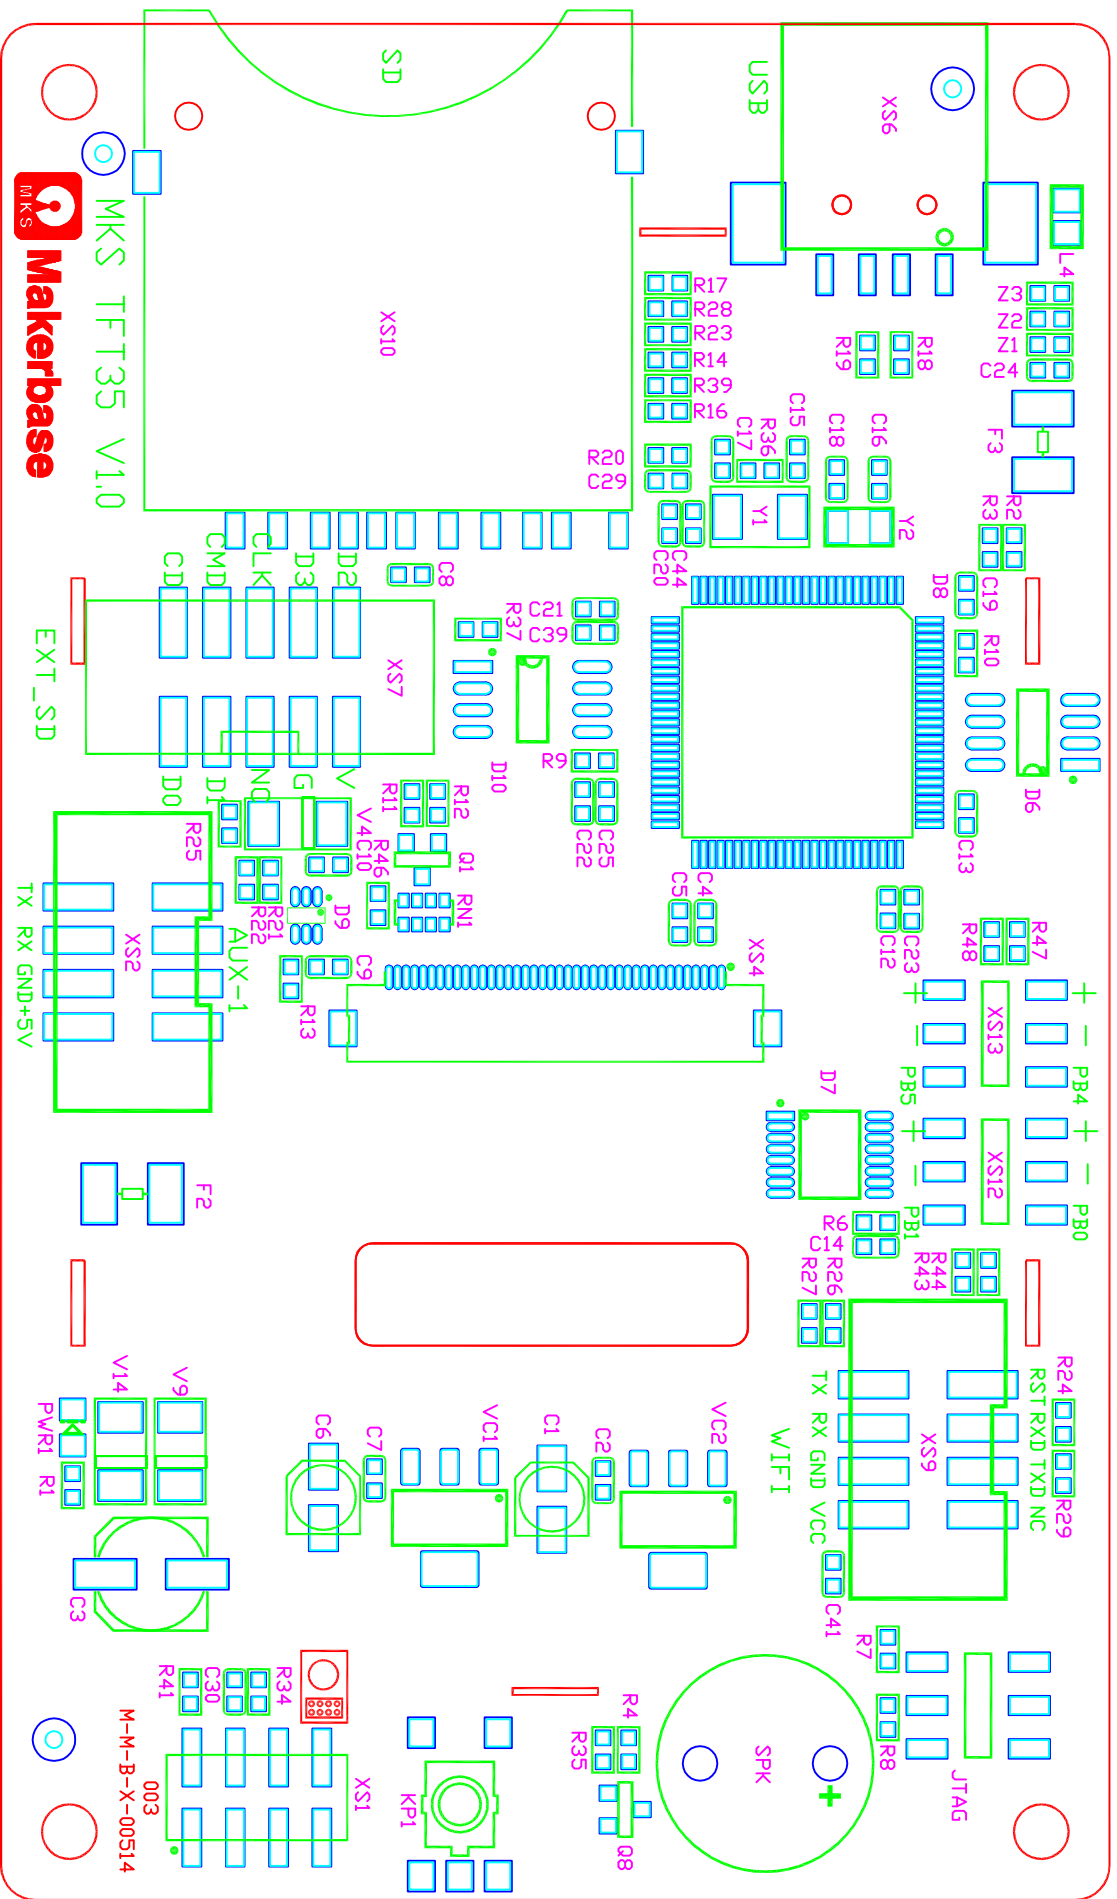 SD
USB
XS6
MKS
Makerbase
MKS TFT35 V1.0
XS10
L4
R17
R28
R23
R14
R39
R16
Z3
Z2
Z1
C24
R19
R18
F3
R20
C29
C17
R36
C15
C18
C16
Y1
Y2
R3
R2
C20
C44
CD
CMD
CLK
D3
D2
C8
D8
C19
R10
C21
C39
R37
XS7
EXT_SD
D0
D1
NC
G
V
D10
R9
D6
R11
R12
C22
C25
C13
R25
V4
C10
R46
Q1
R22
R21
D9
RN1
C5
C4
C12
C23
R48
R47
TX RX GND+5V
XS2
AUX-1
C9
R13
XS4
XS13
+
-
PB5
+
-
PB4
D7
XS12
+
-
PB1
+
-
PB0
F2
R6
C14
R27
R26
R43
R44
V14
V9
PWR1
R1
C6
C7
VC1
C1
C2
VC2
TX RX GND VCC
WIFI
XS9
RST RXD TXD NC
R24
R29
C3
C41
R7
R41
C30
R34
R35
R4
SPK
+
R8
JTAG
M-M-B-X-00514
003
XS1
KP1
Q8